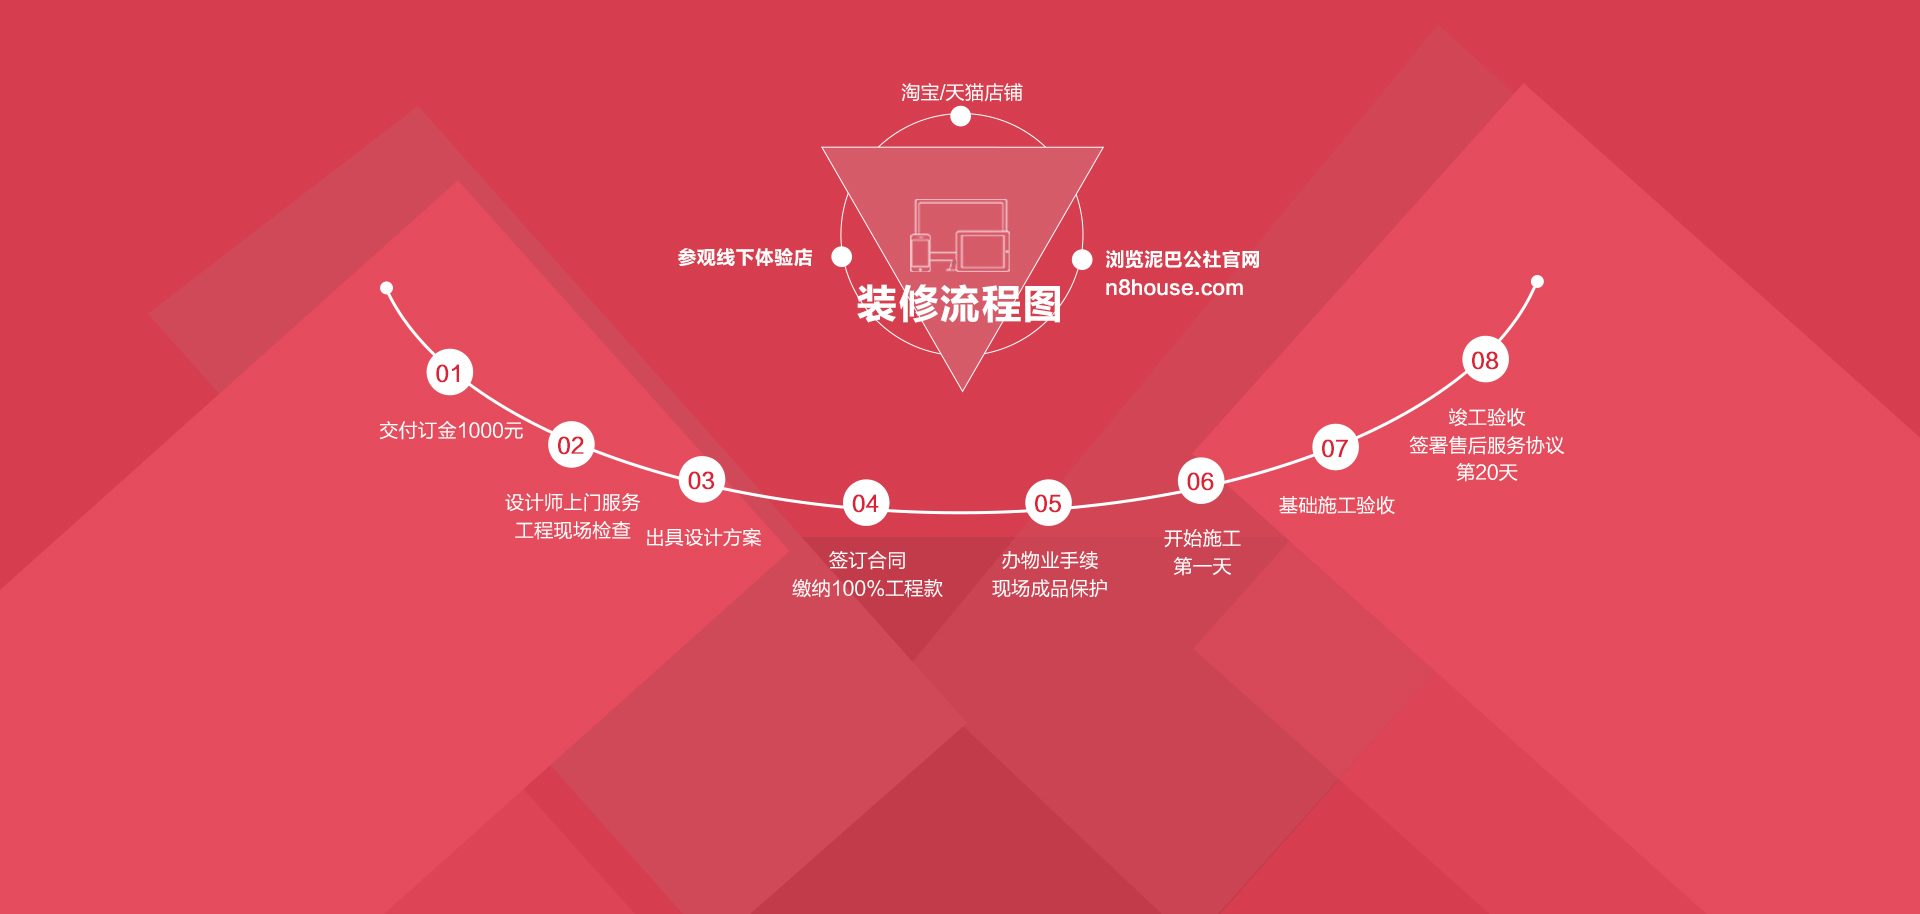 淘宝/天猫店铺
参观线下体验店
浏览泥巴公社官网
n8house.com
装修流程图
01
交付订金1000元
02
设计师上门服务
工程现场检查
03
出具设计方案
04
签订合同
缴纳100%工程款
05
办物业手续
现场成品保护
06
开始施工
第一天
07
基础施工验收
08
竣工验收
签署售后服务协议
第20天